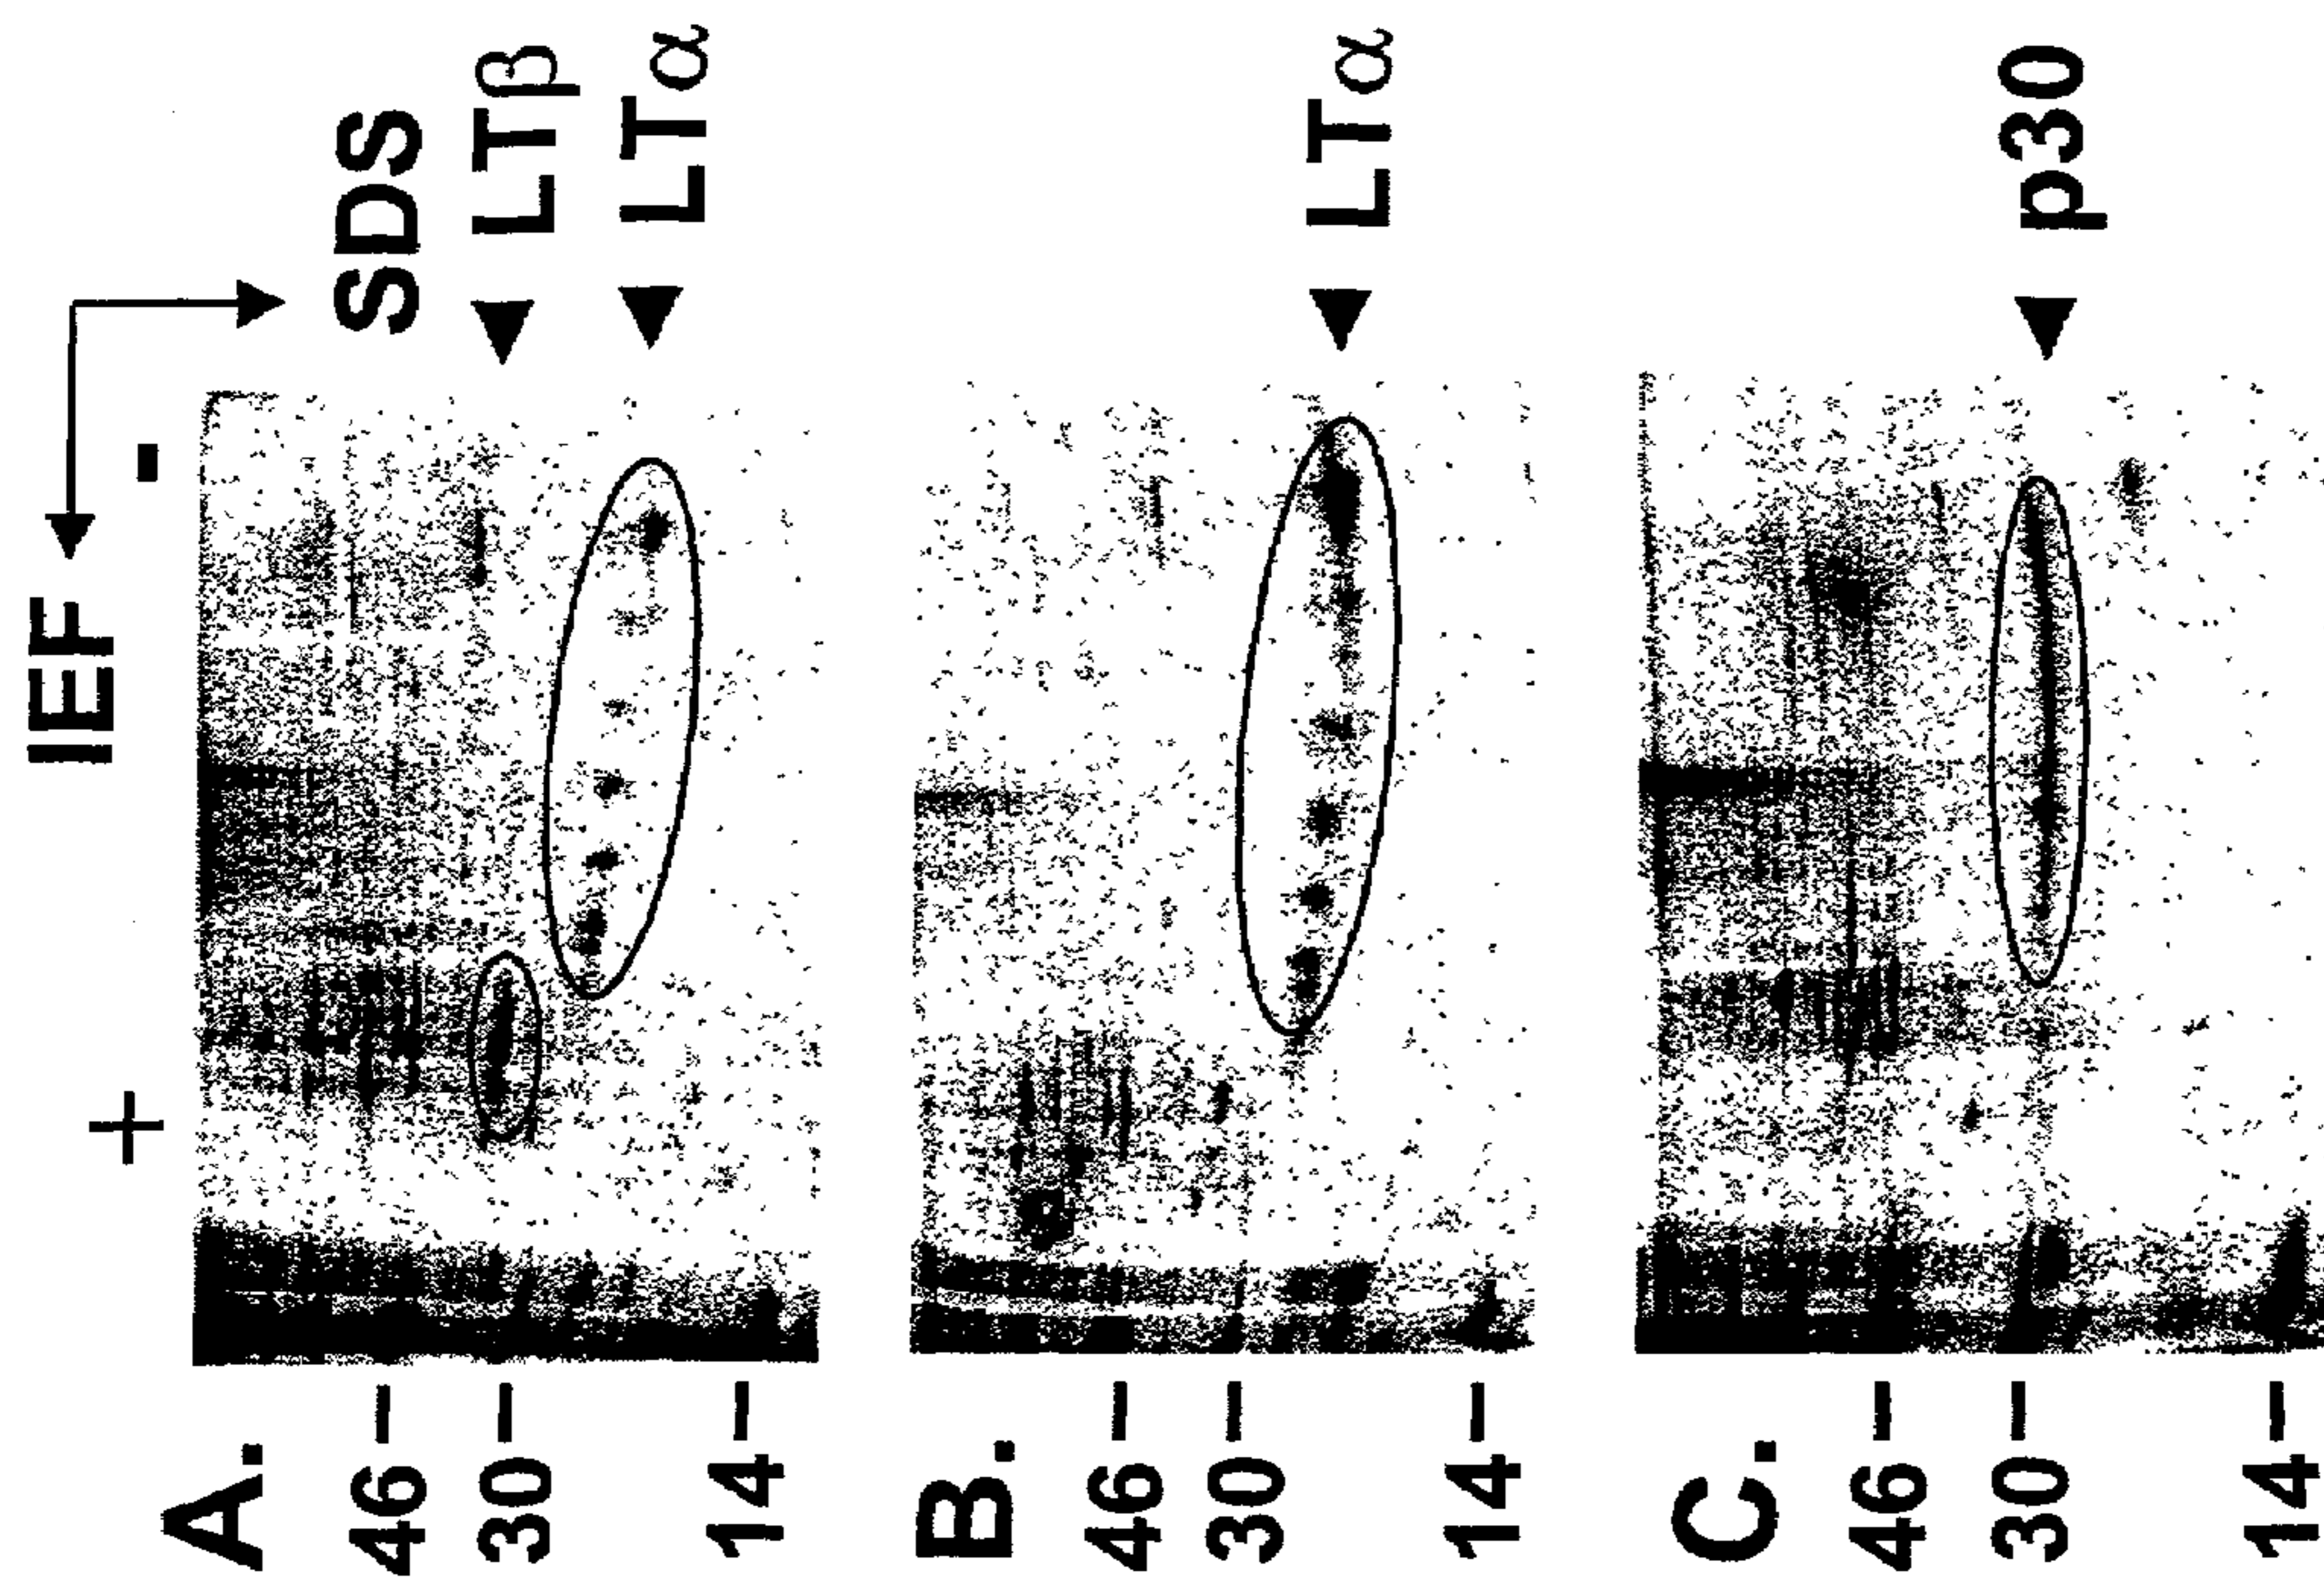 IEF
+ -
SDS
A.
46-
30-
14-
LTβ
LTα
B.
46-
30-
14-
LTα
C.
46-
30-
14-
p30